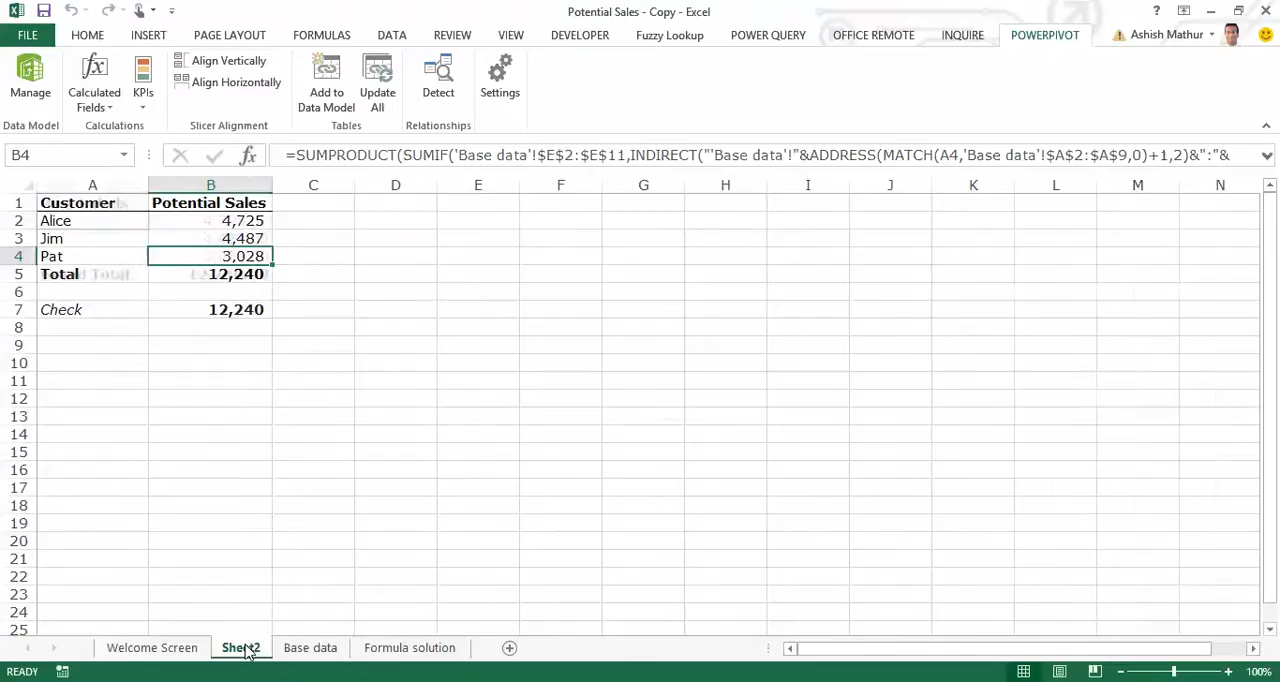 Potential Sales - Copy - Excel
FILE HOME INSERT PAGE LAYOUT FORMULAS DATA REVIEW VIEW DEVELOPER Fuzzy Lookup POWER QUERY OFFICE REMOTE INQUIRE POWERPIVOT Ashish Mathur
Manage
Calculated Fields
KPIs
Align Vertically
Align Horizontally
Add to Data Model
Update All
Detect
Settings
Data Model Calculations Slicer Alignment Tables Relationships
B4 fx =SUMPRODUCT(SUMIF('Base data'!$E$2:$E$11,INDIRECT("'Base data'!"&ADDRESS(MATCH(A4,'Base data'!$A$2:$A$9,0)+1,2)&":"&
A B C D E F G H I J K L M N
1 Customer Potential Sales
2 Alice 4,725
3 Jim 4,487
4 Pat 3,028
5 Total 12,240
6
7 Check 12,240
8
9
10
11
12
13
14
15
16
17
18
19
20
21
22
23
24
25
Welcome Screen Sheet2 Base data Formula solution
READY 100%